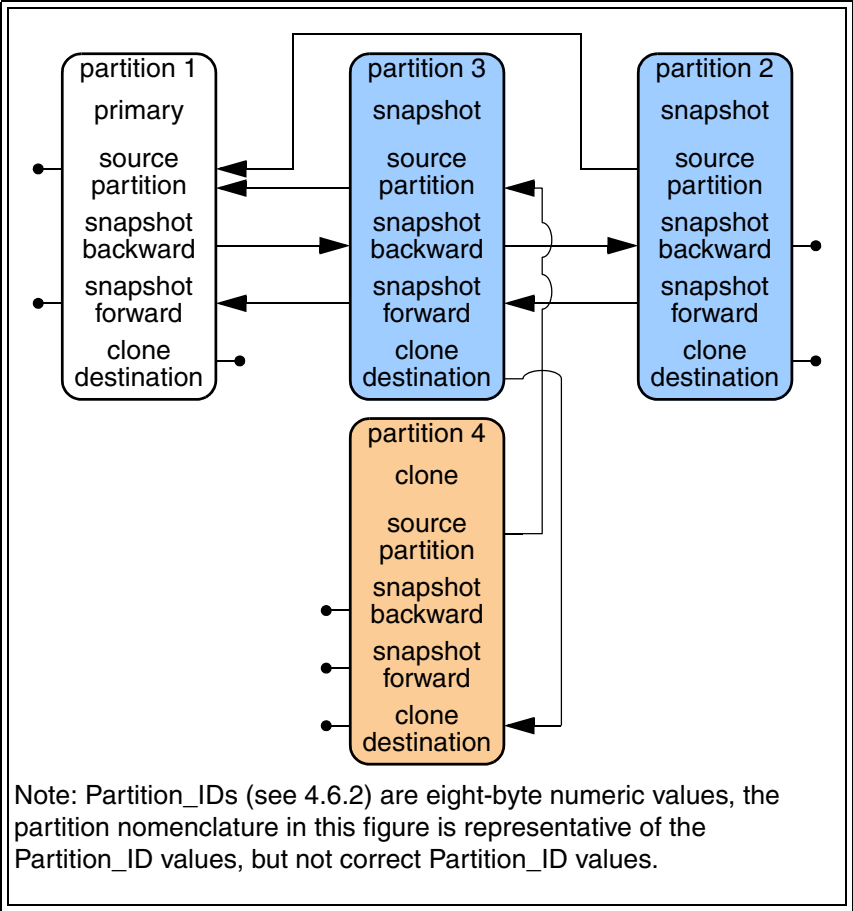 partition 1
primary
source
partition
snapshot
backward
snapshot
forward
clone
destination
partition 3
snapshot
source
partition
snapshot
backward
snapshot
forward
clone
destination
partition 2
snapshot
source
partition
snapshot
backward
snapshot
forward
clone
destination
partition 4
clone
source
partition
snapshot
backward
snapshot
forward
clone
destination
Note: Partition_IDs (see 4.6.2) are eight-byte numeric values, the
partition nomenclature in this figure is representative of the
Partition_ID values, but not correct Partition_ID values.